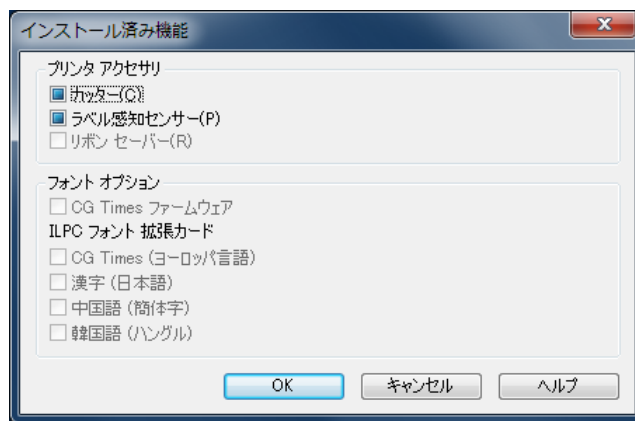 インストール済み機能
プリンタ アクセサリ
カッター(C)
ラベル感知センサー(P)
リボン セーバー(R)
フォント オプション
CG Times ファームウェア
ILPC フォント 拡張カード
CG Times (ヨーロッパ言語)
漢字 (日本語)
中国語 (簡体字)
韓国語 (ハングル)
OK キャンセル ヘルプ